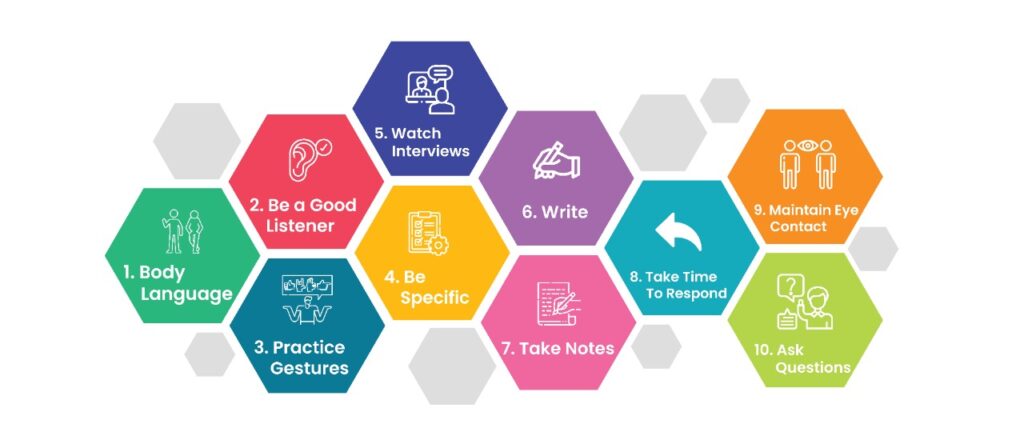 1. Body
Language
2. Be a Good
Listener
3. Practice
Gestures
4. Be
Specific
5. Watch
Interviews
6. Write
7. Take Notes
8. Take Time
To Respond
9. Maintain Eye
Contact
10. Ask
Questions